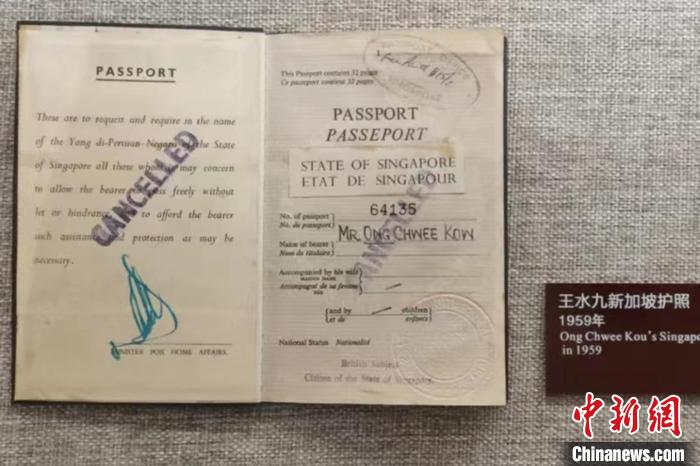 PASSPORT
These are to request and require in the name
of the Yang di-Pertuan Negara of the State
of Singapore all those whom it may concern
to allow the bearer to pass freely without
let or hindrance and to afford the bearer
such assistance and protection as may be
necessary.
CANCELLED
MINISTER FOR HOME AFFAIRS.
This Passport contains 32 pages
Ce passeport contient 32 pages
PASSPORT
PASSEPORT
STATE OF SINGAPORE
ETAT DE SINGAPOUR
CANCELLED
No. of passport
No. du passeport
64135
Name of bearer
Nom du titulaire
MR. ONG CHWEE KOW
Accompanied by his wife
MAIDEN NAME
Accompagné de sa femme
NÉE
and by children
et de enfants
National Status Nationalité
British Subject
Citizen of the State of Singapore.
王水九新加坡护照
1959年
Ong Chwee Kou's Singapo
in 1959
中新网
Chinanews.com